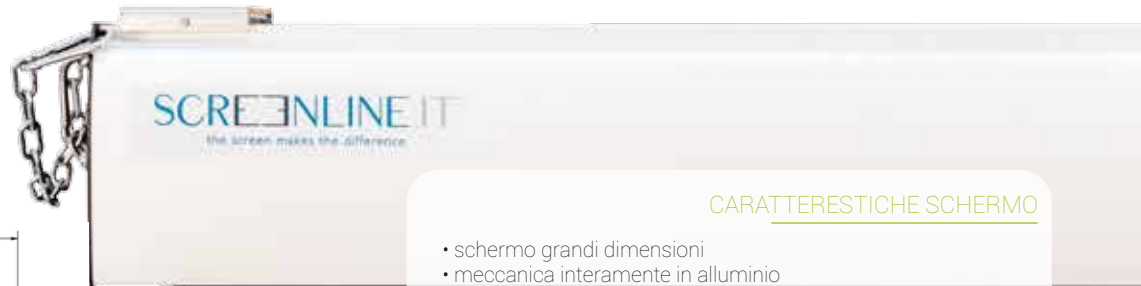 SCREENLINE IT
the screen makes the difference
CARATTERESTICHE SCHERMO
• schermo grandi dimensioni
• meccanica interamente in alluminio